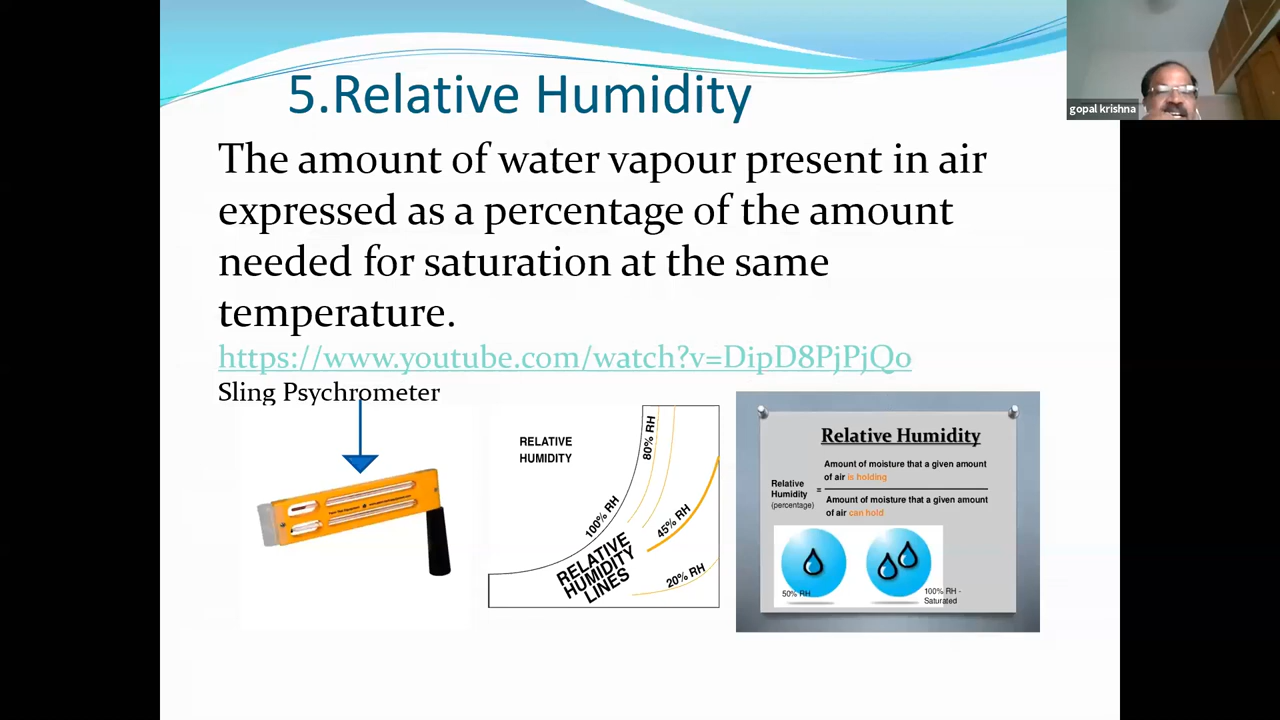 5.Relative Humidity
gopal krishna
The amount of water vapour present in air
expressed as a percentage of the amount
needed for saturation at the same
temperature.
https://www.youtube.com/watch?v=DipD8PjPjQo
Sling Psychrometer
RELATIVE
HUMIDITY
80% RH
100% RH
45% RH
20% RH
RELATIVE
HUMIDITY
LINES
Relative Humidity
Relative
Humidity
(percentage)
=
Amount of moisture that a given amount
of air is holding
Amount of moisture that a given amount
of air can hold
50% RH
100% RH -
Saturated